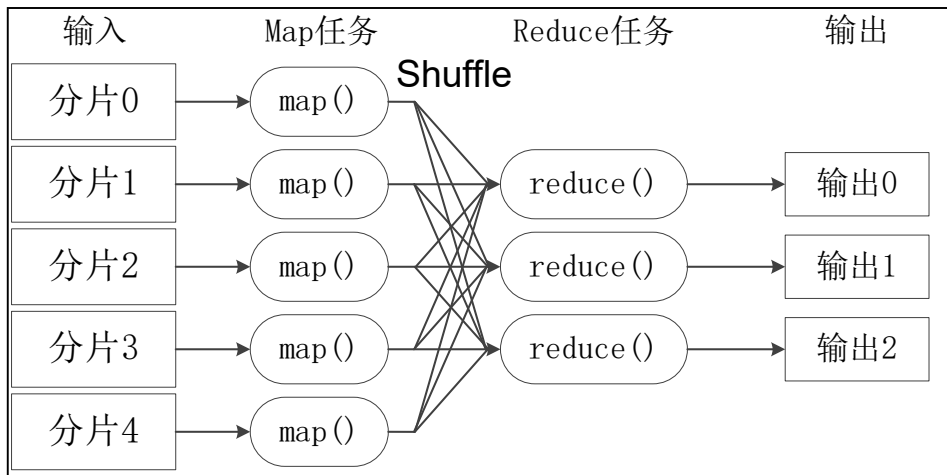 输入 Map任务 Reduce任务 输出
Shuffle
分片0 map()
分片1 map() reduce() 输出0
分片2 map() reduce() 输出1
分片3 map() reduce() 输出2
分片4 map()